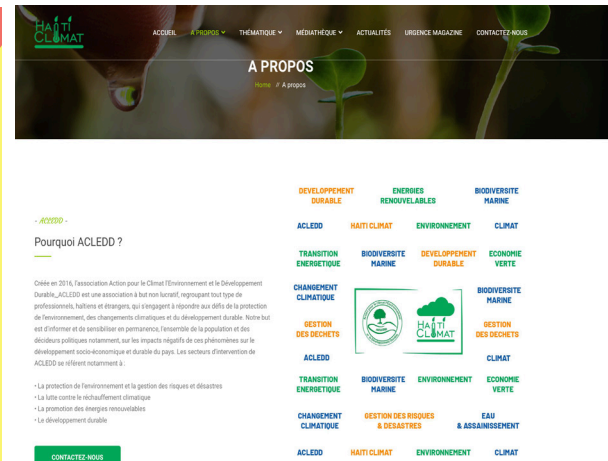 HAITI
CLIMAT
ACCUEIL A PROPOS THÉMATIQUE MÉDIATHÈQUE ACTUALITÉS URGENCE MAGAZINE CONTACTEZ-NOUS
A PROPOS
Home // A propos
- ACLEDD -
Pourquoi ACLEDD ?
Créée en 2016, l'association Action pour le Climat l'Environnement et le Développement
Durable_ACLEDD est une association à but non lucratif, regroupant tout type de
professionnels, haïtiens et étrangers, qui s'engagent à répondre aux défis de la protection
de l'environnement, des changements climatiques et du développement durable. Notre but
est d'informer et de sensibiliser en permanence, l'ensemble de la population et des
décideurs politiques notamment, sur les impacts négatifs de ces phénomènes sur le
développement socio-économique et durable du pays. Les secteurs d'intervention de
ACLEDD se réfèrent notamment à :
• La protection de l'environnement et la gestion des risques et désastres
• La lutte contre le réchauffement climatique
• La promotion des énergies renouvelables
• Le développement durable
CONTACTEZ-NOUS
DEVELOPPEMENT
DURABLE
ENERGIES
RENOUVELABLES
BIODIVERSITE
MARINE
ACLEDD HAITI CLIMAT ENVIRONNEMENT CLIMAT
TRANSITION
ENERGETIQUE
BIODIVERSITE
MARINE
DEVELOPPEMENT
DURABLE
ECONOMIE
VERTE
CHANGEMENT
CLIMATIQUE
BIODIVERSITE
MARINE
HAITI
CLIMAT
GESTION
DES DECHETS
GESTION
DES DECHETS
ACLEDD
CLIMAT
TRANSITION
ENERGETIQUE
BIODIVERSITE
MARINE
ENVIRONNEMENT
ECONOMIE
VERTE
CHANGEMENT
CLIMATIQUE
GESTION DES RISQUES
& DESASTRES
EAU
& ASSAINISSEMENT
ACLEDD HAITI CLIMAT ENVIRONNEMENT CLIMAT